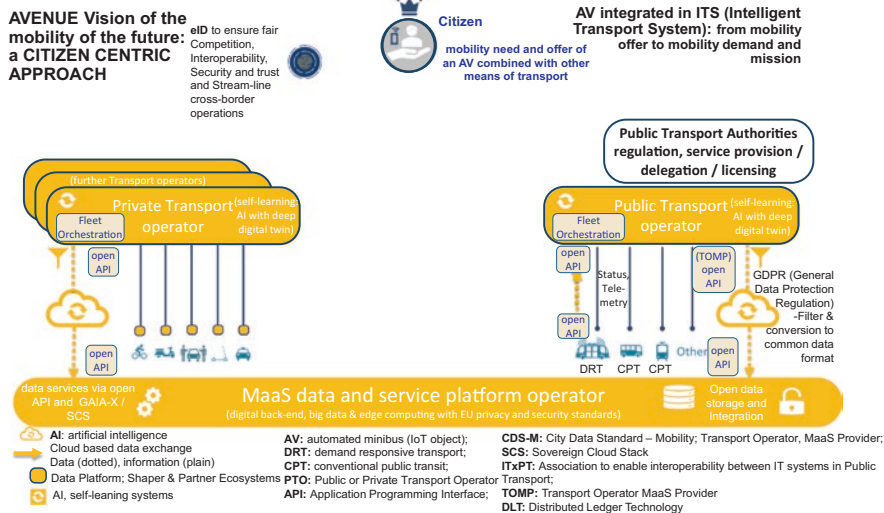 AVENUE Vision of the
mobility of the future:
a CITIZEN CENTRIC
APPROACH
eID to ensure fair
Competition,
Interoperability,
Security and trust
and Stream-line
cross-border
operations
Citizen
mobility need and offer of
an AV combined with other
means of transport
AV integrated in ITS (Intelligent
Transport System): from mobility
offer to mobility demand and
mission
Public Transport Authorities
regulation, service provision /
delegation / licensing
(further Transport operators)
Private Transport
operator
(self-learning:
AI with deep
digital twin)
Fleet
Orchestration
open
API
open
API
Public Transport
operator
(self-learning:
AI with deep
digital twin)
Fleet
Orchestration
open
API
Status,
Tele-
metry
(TOMP)
open
API
GDPR (General
Data Protection
Regulation)
-Filter &
conversion to
common data
format
open
API
Other
open
API
DRT
CPT
CPT
data services via open
API and GAIA-X /
SCS
MaaS data and service platform operator
(digital back-end, big data & edge computing with EU privacy and security standards)
Open data
storage and
Integration
AI: artificial intelligence
Cloud based data exchange
Data (dotted), information (plain)
Data Platform; Shaper & Partner Ecosystems
AI, self-leaning systems
AV: automated minibus (IoT object);
DRT: demand responsive transport;
CPT: conventional public transit;
PTO: Public or Private Transport Operator
API: Application Programming Interface;
CDS-M: City Data Standard – Mobility; Transport Operator, MaaS Provider;
SCS: Sovereign Cloud Stack
ITxPT: Association to enable interoperability between IT systems in Public
Transport;
TOMP: Transport Operator MaaS Provider
DLT: Distributed Ledger Technology